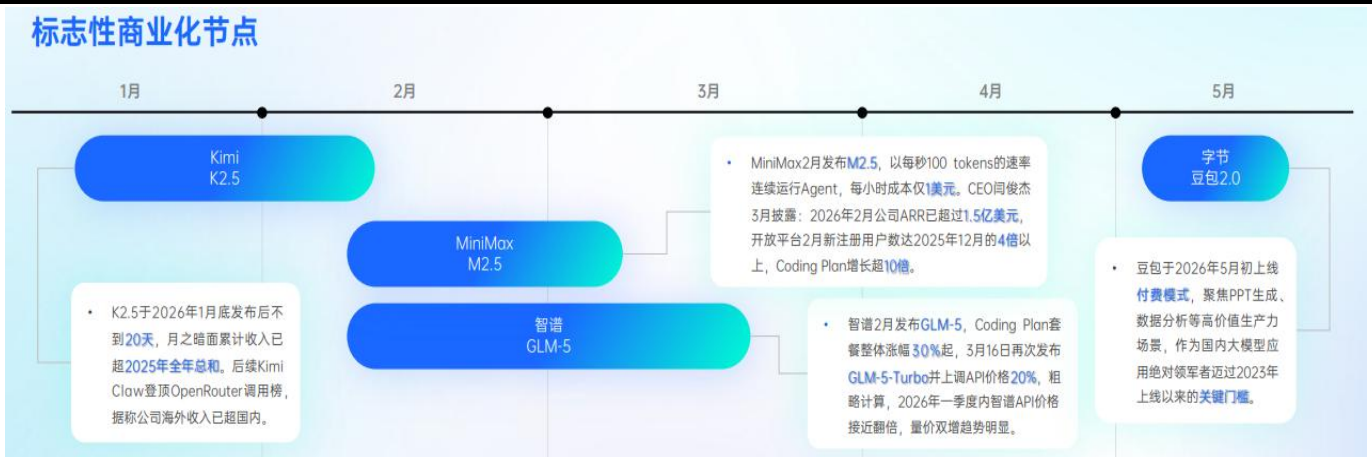 标志性商业化节点
1月
2月
3月
4月
5月
Kimi
K2.5
MiniMax
M2.5
智谱
GLM-5
字节
豆包2.0
• K2.5于2026年1月底发布后不
到20天，月之暗面累计收入已
超2025年全年总和。后续Kimi
Claw登顶OpenRouter调用榜，
据称公司海外收入已超国内。
• MiniMax2月发布M2.5，以每秒100 tokens的速率
连续运行Agent，每小时成本仅1美元。CEO闫俊杰
3月披露：2026年2月公司ARR已超过1.5亿美元，
开放平台2月新注册用户数达2025年12月的4倍以
上，Coding Plan增长超10倍。
• 智谱2月发布GLM-5，Coding Plan套
餐整体涨幅30%起，3月16日再次发布
GLM-5-Turbo并上调API价格20%，粗
略计算，2026年一季度内智谱API价格
接近翻倍，量价双增趋势明显。
• 豆包于2026年5月初上线
付费模式，聚焦PPT生成、
数据分析等高价值生产力
场景，作为国内大模型应
用绝对领军者迈过2023年
上线以来的关键门槛。